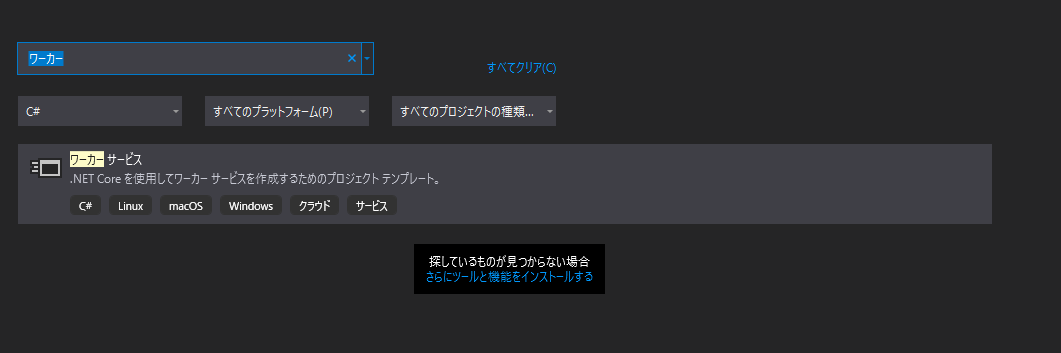 ワーカー
すべてクリア(C)
C#
すべてのプラットフォーム(P)
すべてのプロジェクトの種類...
ワーカー サービス
.NET Core を使用してワーカー サービスを作成するためのプロジェクト テンプレート。
C# Linux macOS Windows クラウド サービス
探しているものが見つからない場合
さらにツールと機能をインストールする